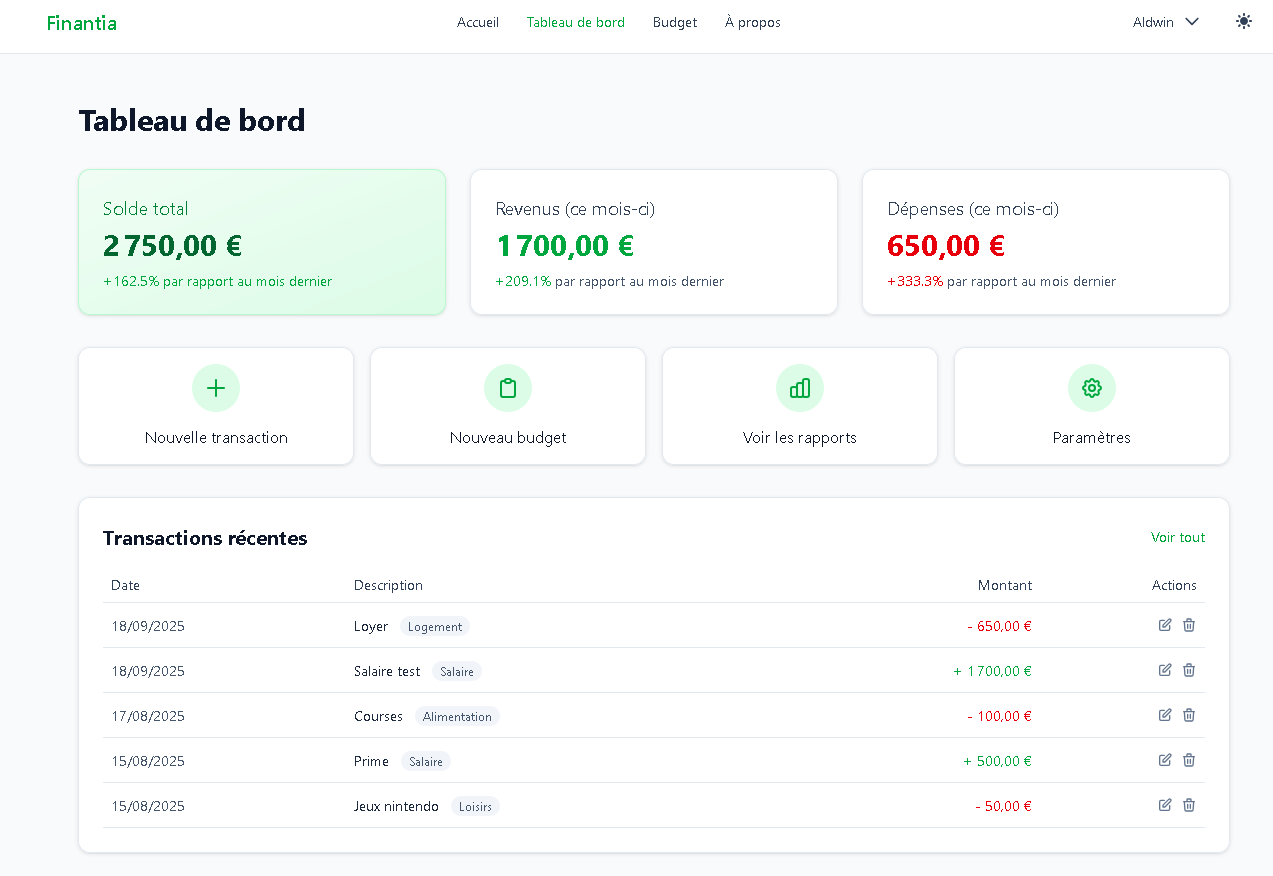 Finantia Accueil Tableau de bord Budget À propos Aldwin
Tableau de bord
Solde total
2 750,00 €
+162.5% par rapport au mois dernier
Revenus (ce mois-ci)
1 700,00 €
+209.1% par rapport au mois dernier
Dépenses (ce mois-ci)
650,00 €
+333.3% par rapport au mois dernier
Nouvelle transaction
Nouveau budget
Voir les rapports
Paramètres
Transactions récentes Voir tout
Date Description Montant Actions
18/09/2025 Loyer Logement - 650,00 €
18/09/2025 Salaire test Salaire + 1 700,00 €
17/08/2025 Courses Alimentation - 100,00 €
15/08/2025 Prime Salaire + 500,00 €
15/08/2025 Jeux nintendo Loisirs - 50,00 €